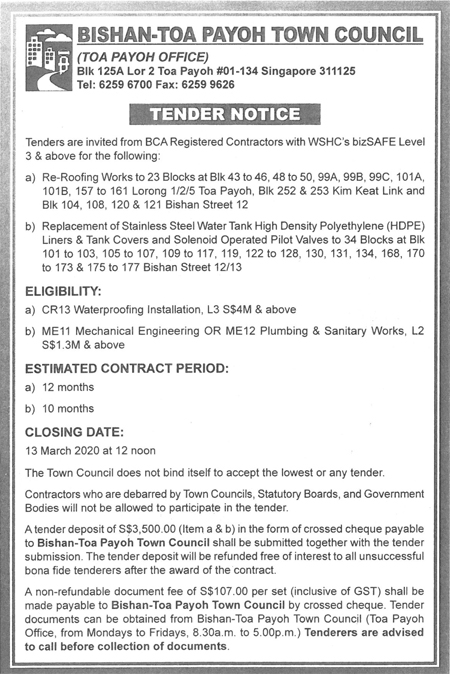 BISHAN-TOA PAYOH TOWN COUNCIL
(TOA PAYOH OFFICE)
Blk 125A Lor 2 Toa Payoh #01-134 Singapore 311125
Tel: 6259 6700 Fax: 6259 9626
TENDER NOTICE
Tenders are invited from BCA Registered Contractors with WSHC's bizSAFE Level
3 & above for the following:
a) Re-Roofing Works to 23 Blocks at Blk 43 to 46, 48 to 50, 99A, 99B, 99C, 101A,
101B, 157 to 161 Lorong 1/2/5 Toa Payoh, Blk 252 & 253 Kim Keat Link and
Blk 104, 108, 120 & 121 Bishan Street 12
b) Replacement of Stainless Steel Water Tank High Density Polyethylene (HDPE)
Liners & Tank Covers and Solenoid Operated Pilot Valves to 34 Blocks at Blk
101 to 103, 105 to 107, 109 to 117, 119, 122 to 128, 130, 131, 134, 168, 170
to 173 & 175 to 177 Bishan Street 12/13
ELIGIBILITY:
a) CR13 Waterproofing Installation, L3 S$4M & above
b) ME11 Mechanical Engineering OR ME12 Plumbing & Sanitary Works, L2
S$1.3M & above
ESTIMATED CONTRACT PERIOD:
a) 12 months
b) 10 months
CLOSING DATE:
13 March 2020 at 12 noon
The Town Council does not bind itself to accept the lowest or any tender.
Contractors who are debarred by Town Councils, Statutory Boards, and Government
Bodies will not be allowed to participate in the tender.
A tender deposit of S$3,500.00 (Item a & b) in the form of crossed cheque payable
to Bishan-Toa Payoh Town Council shall be submitted together with the tender
submission. The tender deposit will be refunded free of interest to all unsuccessful
bona fide tenderers after the award of the contract.
A non-refundable document fee of S$107.00 per set (inclusive of GST) shall be
made payable to Bishan-Toa Payoh Town Council by crossed cheque. Tender
documents can be obtained from Bishan-Toa Payoh Town Council (Toa Payoh
Office, from Mondays to Fridays, 8.30a.m. to 5.00p.m.) Tenderers are advised
to call before collection of documents.